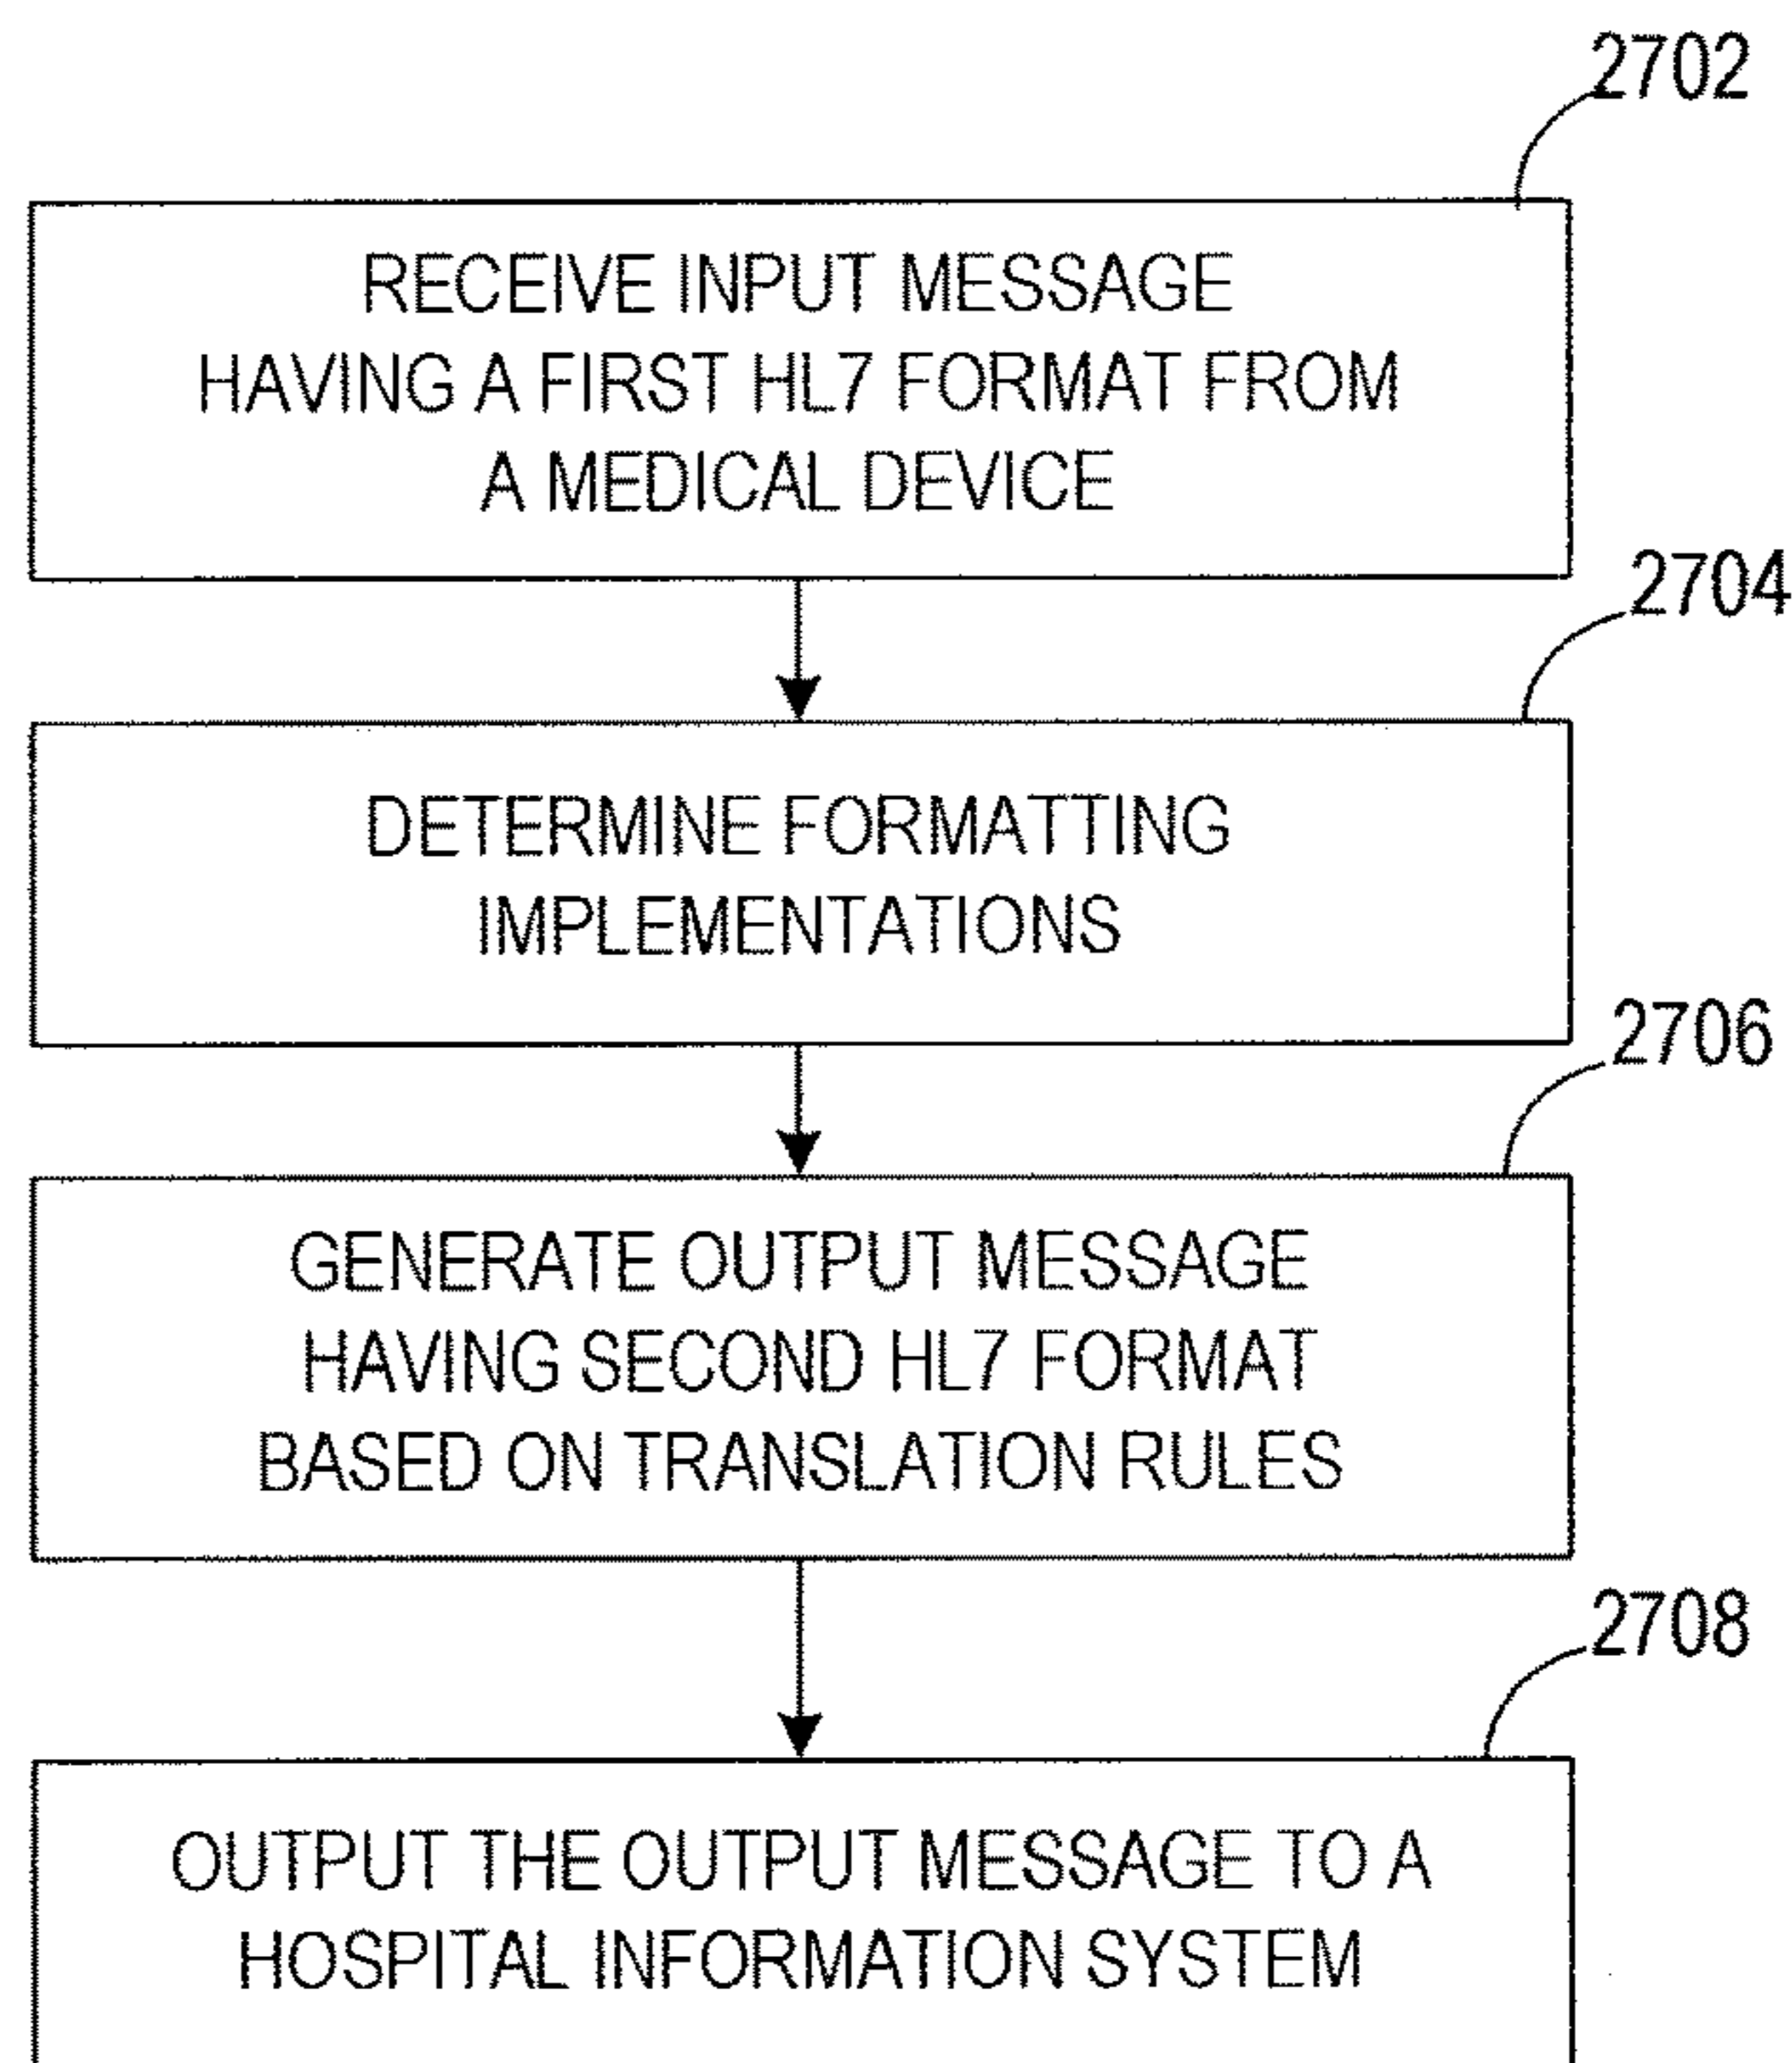 2702
RECEIVE INPUT MESSAGE
HAVING A FIRST HL7 FORMAT FROM
A MEDICAL DEVICE
2704
DETERMINE FORMATTING
IMPLEMENTATIONS
2706
GENERATE OUTPUT MESSAGE
HAVING SECOND HL7 FORMAT
BASED ON TRANSLATION RULES
2708
OUTPUT THE OUTPUT MESSAGE TO A
HOSPITAL INFORMATION SYSTEM